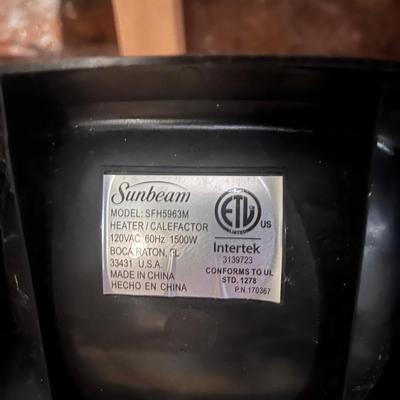 Sunbeam
MODEL: SFH5963M
HEATER / CALEFACTOR
120VAC 60Hz 1500W
BOCA RATON, FL
33431 U.S.A.
MADE IN CHINA
HECHO EN CHINA
ETL
LISTED
US
Intertek
3139723
CONFORMS TO UL
STD. 1278
P.N.170367